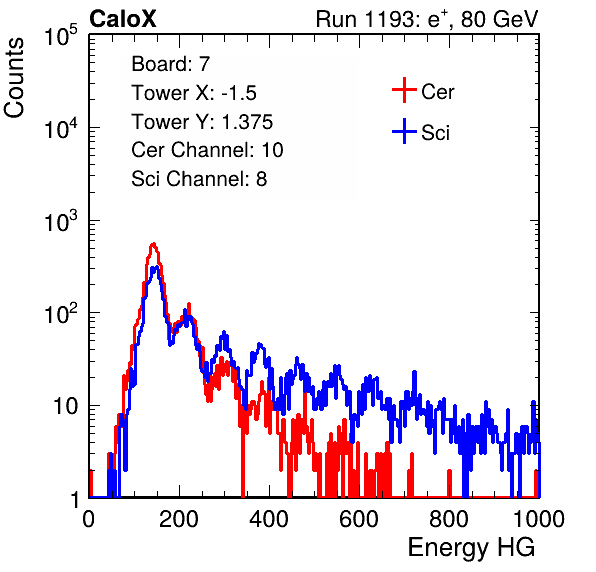 CaloX Run 1193: e⁺, 80 GeV
Counts
Board: 7
Tower X: -1.5
Tower Y: 1.375
Cer Channel: 10
Sci Channel: 8
Cer
Sci
10⁵
10⁴
10³
10²
10
1
0 200 400 600 800 1000
Energy HG